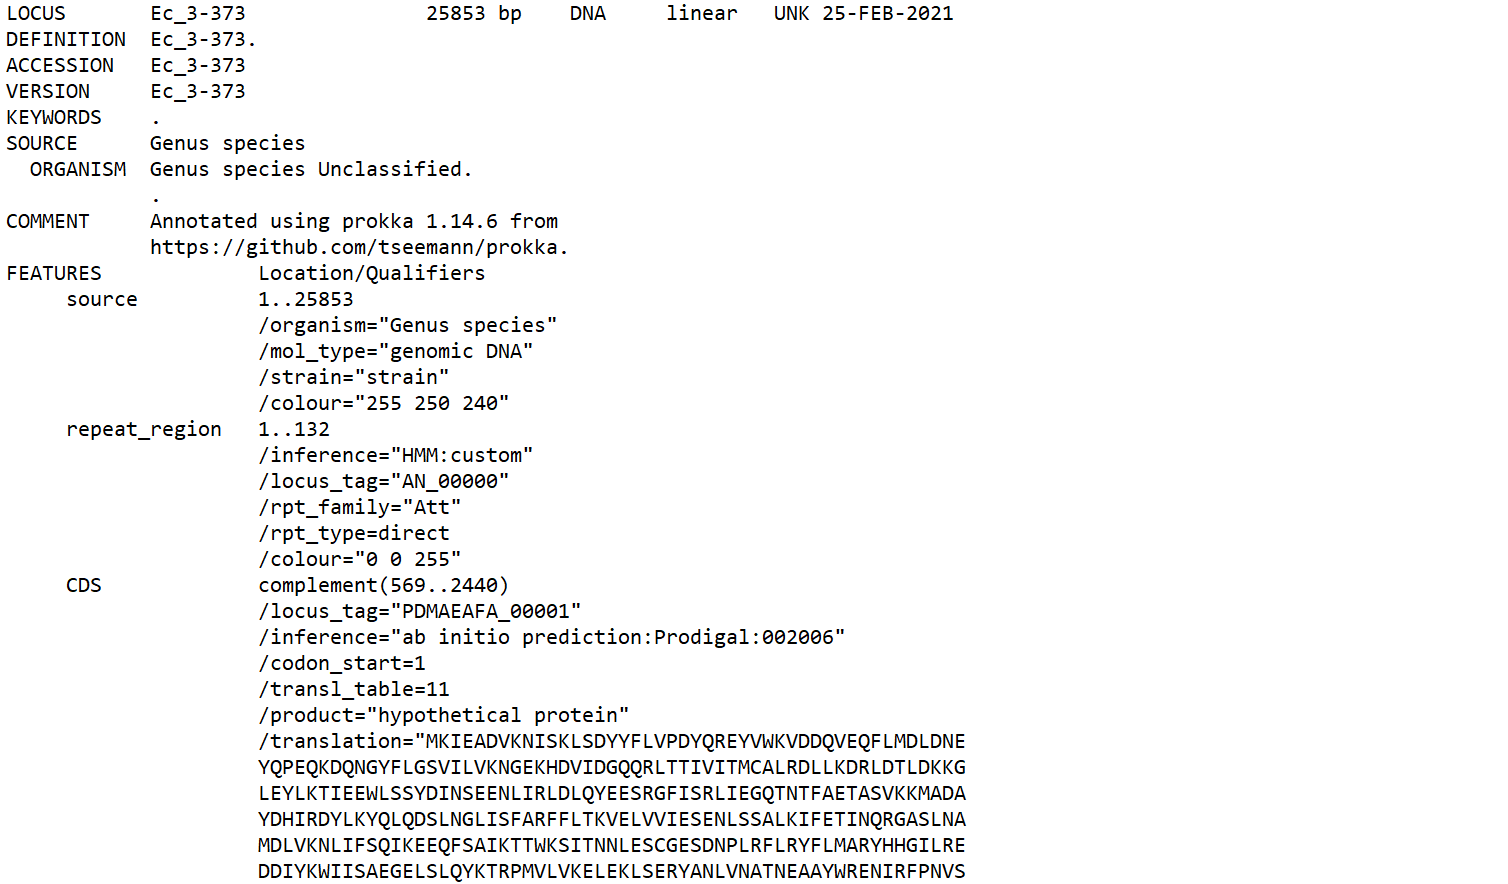 LOCUS       Ec_3-373               25853 bp    DNA     linear   UNK 25-FEB-2021
DEFINITION  Ec_3-373.
ACCESSION   Ec_3-373
VERSION     Ec_3-373
KEYWORDS    .
SOURCE      Genus species
  ORGANISM  Genus species Unclassified.
            .
COMMENT     Annotated using prokka 1.14.6 from
            https://github.com/tseemann/prokka.
FEATURES             Location/Qualifiers
     source          1..25853
                     /organism="Genus species"
                     /mol_type="genomic DNA"
                     /strain="strain"
                     /colour="255 250 240"
     repeat_region   1..132
                     /inference="HMM:custom"
                     /locus_tag="AN_00000"
                     /rpt_family="Att"
                     /rpt_type=direct
                     /colour="0 0 255"
     CDS             complement(569..2440)
                     /locus_tag="PDMAEAFA_00001"
                     /inference="ab initio prediction:Prodigal:002006"
                     /codon_start=1
                     /transl_table=11
                     /product="hypothetical protein"
                     /translation="MKIEADVKNISKLSDYYFLVPDYQREYVWKVDDQVEQFLMDLDNE
                     YQPEQKDQNGYFLGSVILVKNGEKHDVIDGQQRLTTIVITMCALRDLLKDRLDTLDKKG
                     LEYLKTIEEWLSSYDINSEENLIRLDLQYEESRGFISRLIEGQTNTFAETASVKKMADA
                     YDHIRDYLKYQLQDSLNGLISFARFFLTKVELVVIESENLSSALKIFETINQRGASLNA
                     MDLVKNLIFSQIKEEQFSAIKTTWKSITNNLESCGESDNPLRFLRYFLMARYHHGILRE
                     DDIYKWIISAEGELSLQYKTRPMVLVKELEKLSERYANLVNATNEAAYWRENIRFPNVS